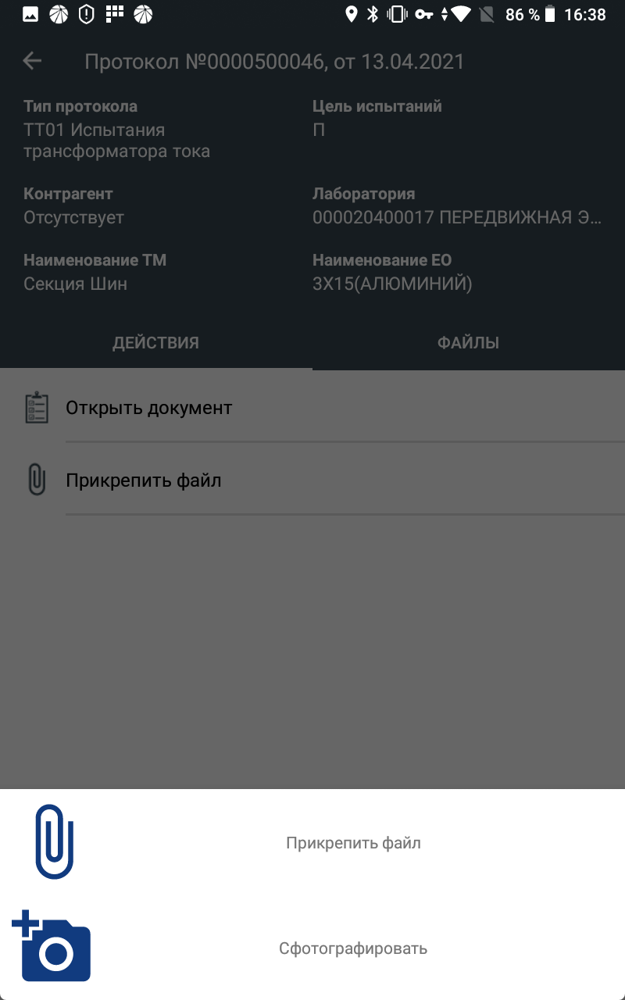 86 % 16:38
Протокол №0000500046, от 13.04.2021
Тип протокола
Цель испытаний
ТТ01 Испытания
трансформатора тока
П
Контрагент
Лаборатория
Отсутствует
000020400017 ПЕРЕДВИЖНАЯ Э...
Наименование ТМ
Наименование ЕО
Секция Шин
3Х15(АЛЮМИНИЙ)
ДЕЙСТВИЯ
ФАЙЛЫ
Открыть документ
Прикрепить файл
Прикрепить файл
Сфотографировать